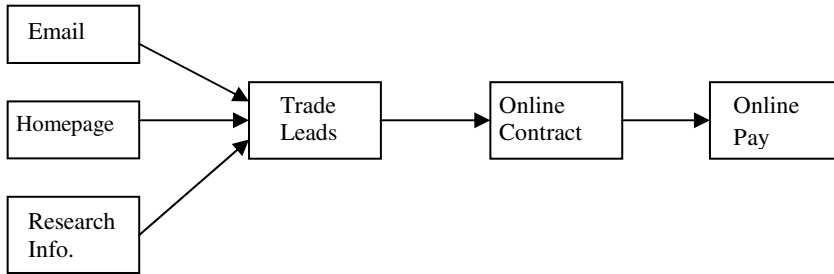 Email
Homepage
Research
Info.
Trade
Leads
Online
Contract
Online
Pay